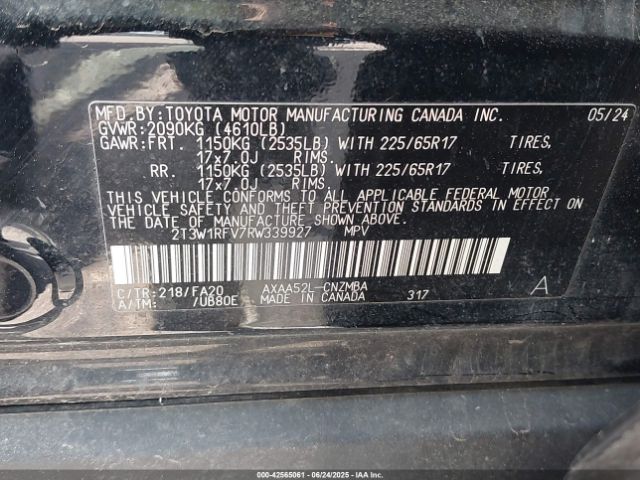 MFD. BY: TOYOTA MOTOR MANUFACTURING CANADA INC. 05/24
GVWR: 2090KG (4610LB)
GAWR: FRT. 1150KG (2535LB) WITH 225/65R17 TIRES,
17x7.0J RIMS.
RR. 1150KG (2535LB) WITH 225/65R17 TIRES,
17x7.0J RIMS.
THIS VEHICLE CONFORMS TO ALL APPLICABLE FEDERAL MOTOR
VEHICLE SAFETY AND THEFT PREVENTION STANDARDS IN EFFECT ON
THE DATE OF MANUFACTURE SHOWN ABOVE.
2T3W1RFV7RW339927 MPV
C/TR: 218/FA20 AXAA52L-CNZMBA
A/TM: /UB80E MADE IN CANADA 317 A
000-42565061 - 06/24/2025 - IAAI.com